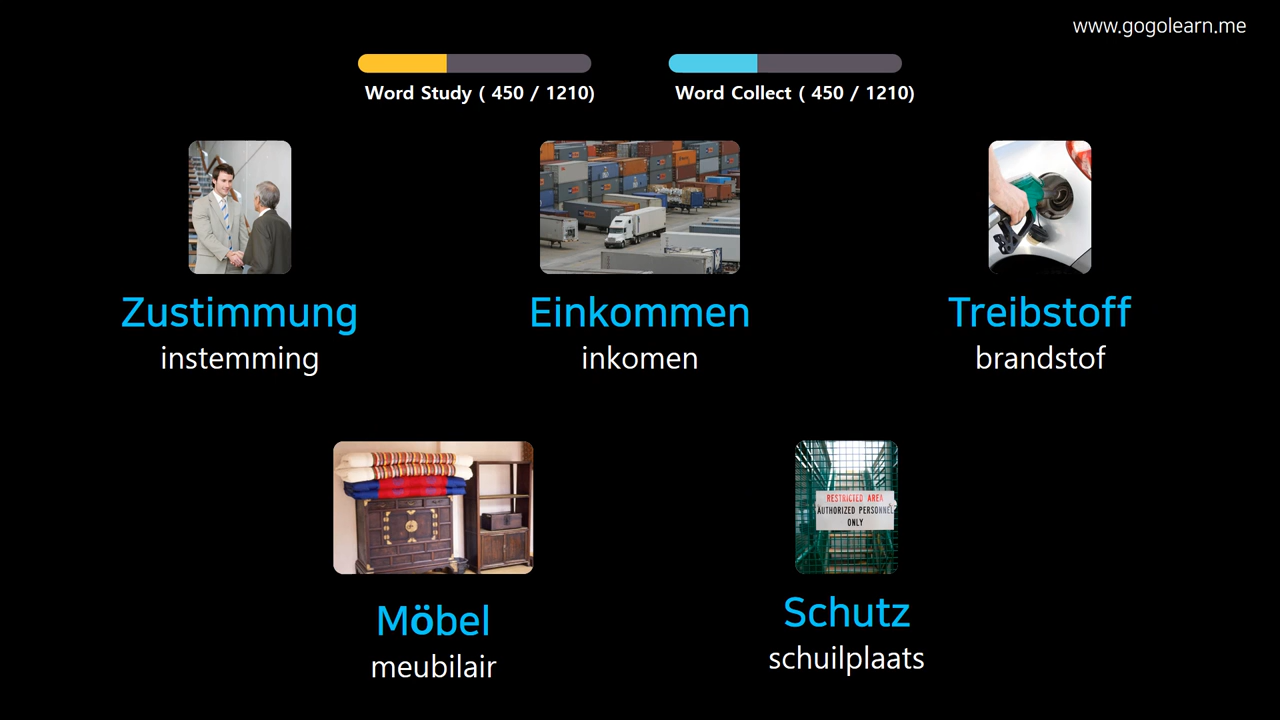 www.gogolearn.me
Word Study ( 450 / 1210)
Word Collect ( 450 / 1210)
Zustimmung
instemming
Einkommen
inkomen
Treibstoff
brandstof
Möbel
meubilair
RESTRICTED AREA
AUTHORIZED PERSONNEL
ONLY
Schutz
schuilplaats